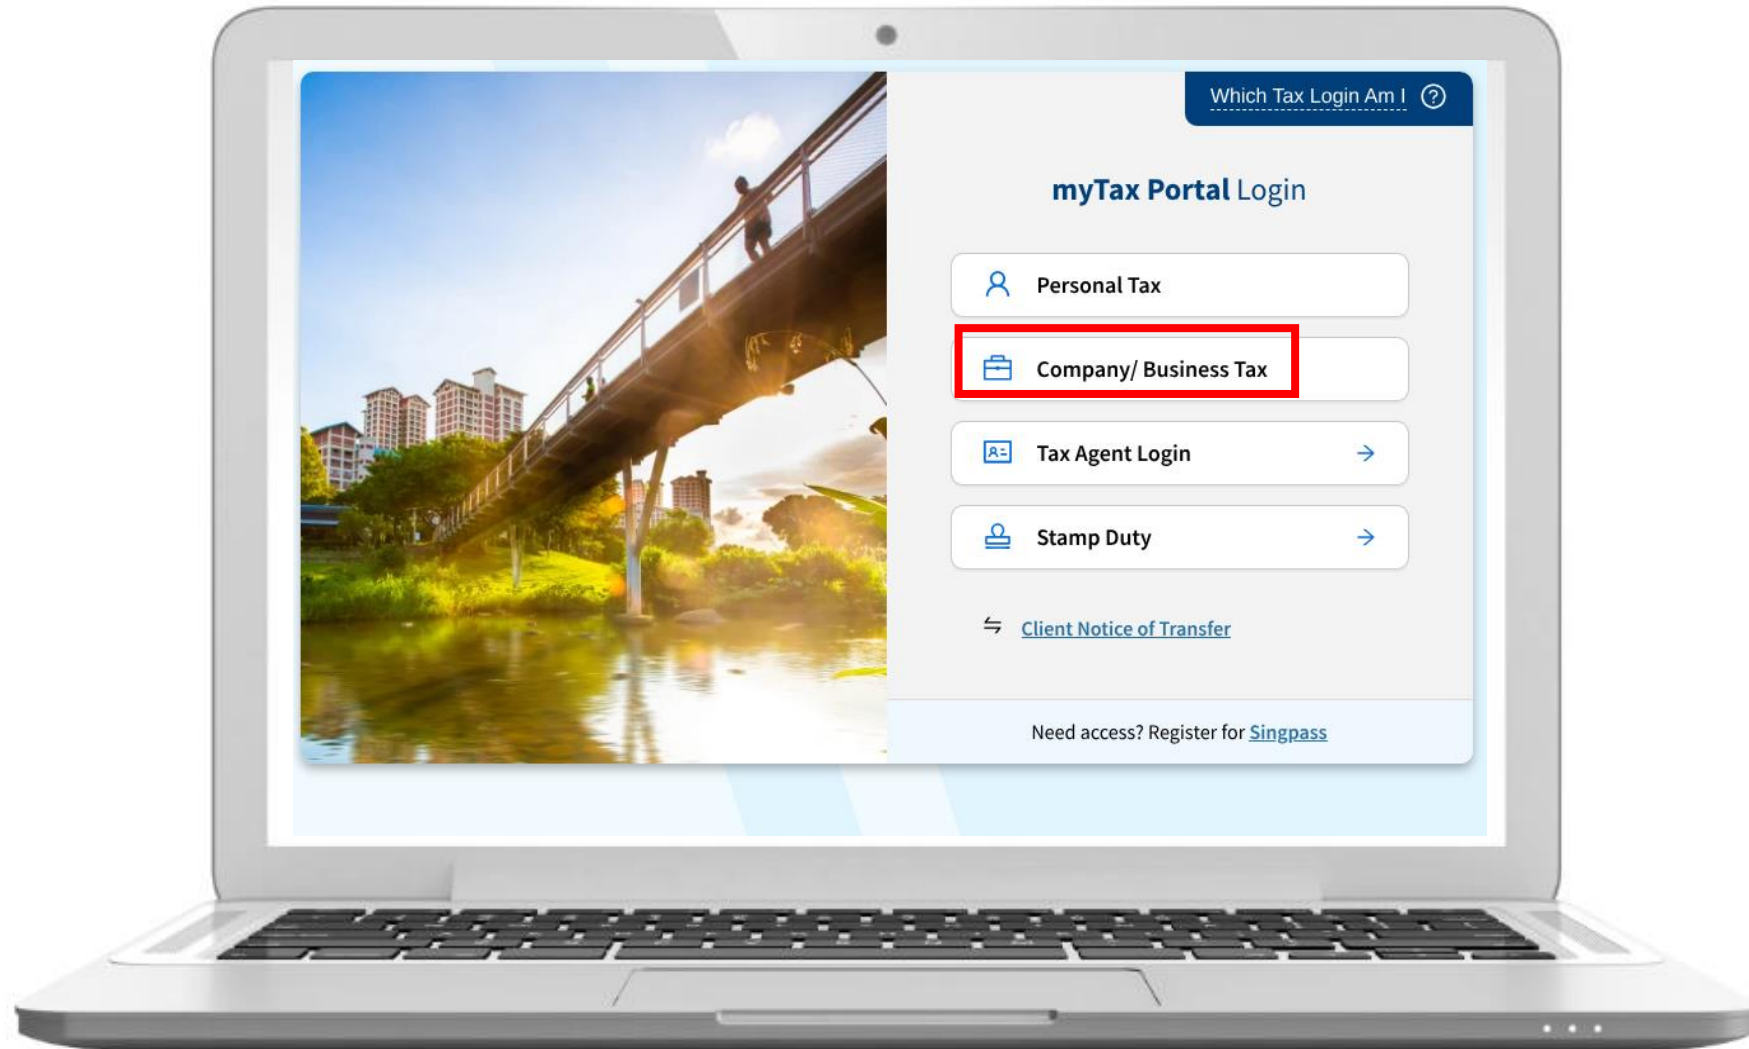 Which Tax Login Am I
myTax Portal Login
Personal Tax
Company/ Business Tax
Tax Agent Login
Stamp Duty
Client Notice of Transfer
Need access? Register for Singpass